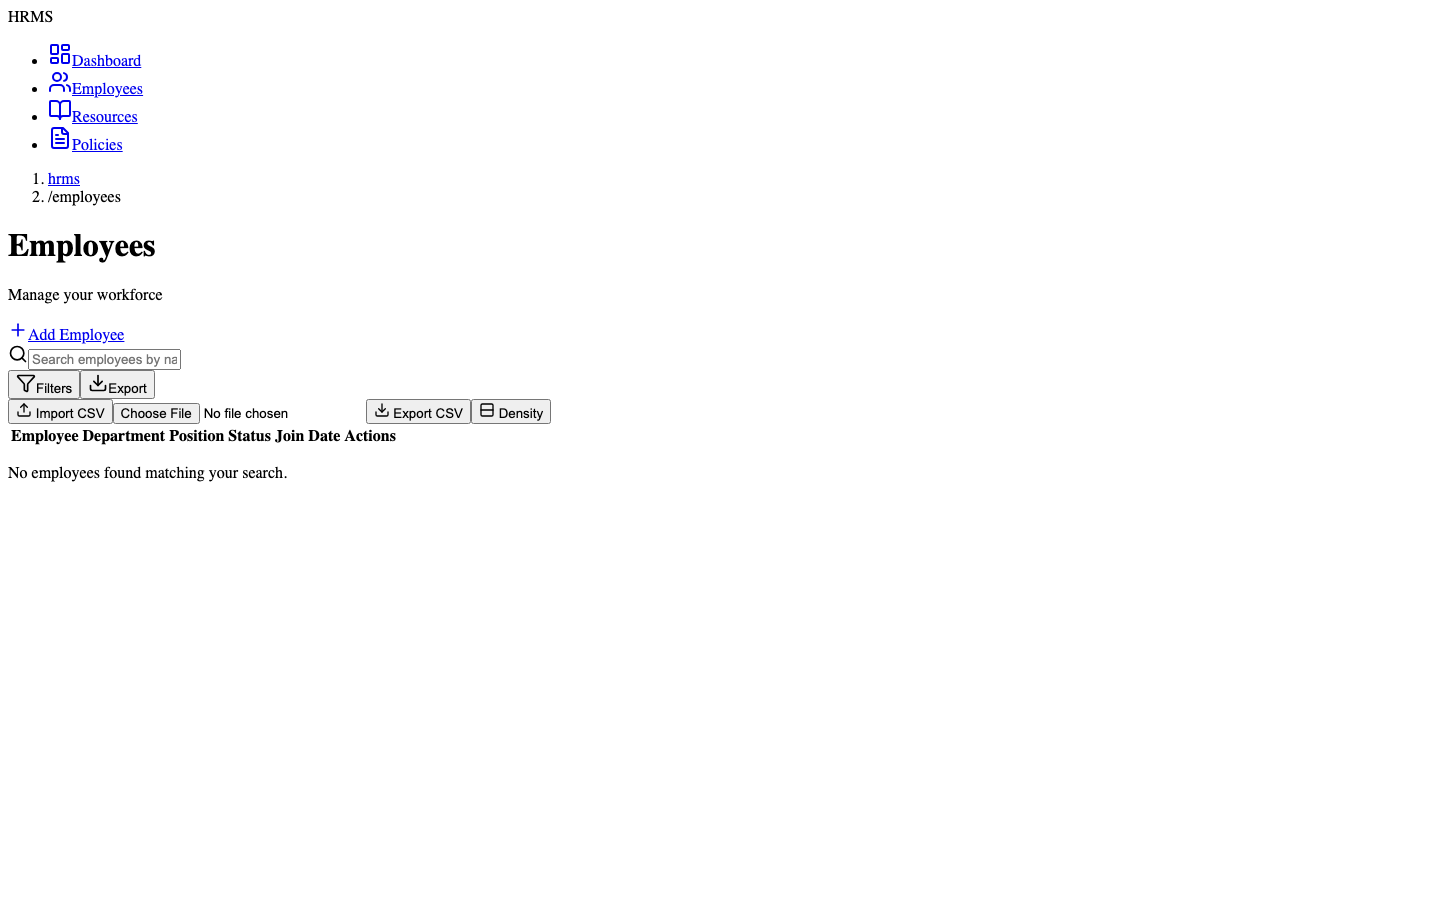 HRMS
Dashboard
Employees
Resources
Policies
1. hrms
2. /employees
Employees
Manage your workforce
Add Employee
Search employees by na
Filters Export
Import CSV Choose File No file chosen Export CSV Density
Employee Department Position Status Join Date Actions
No employees found matching your search.